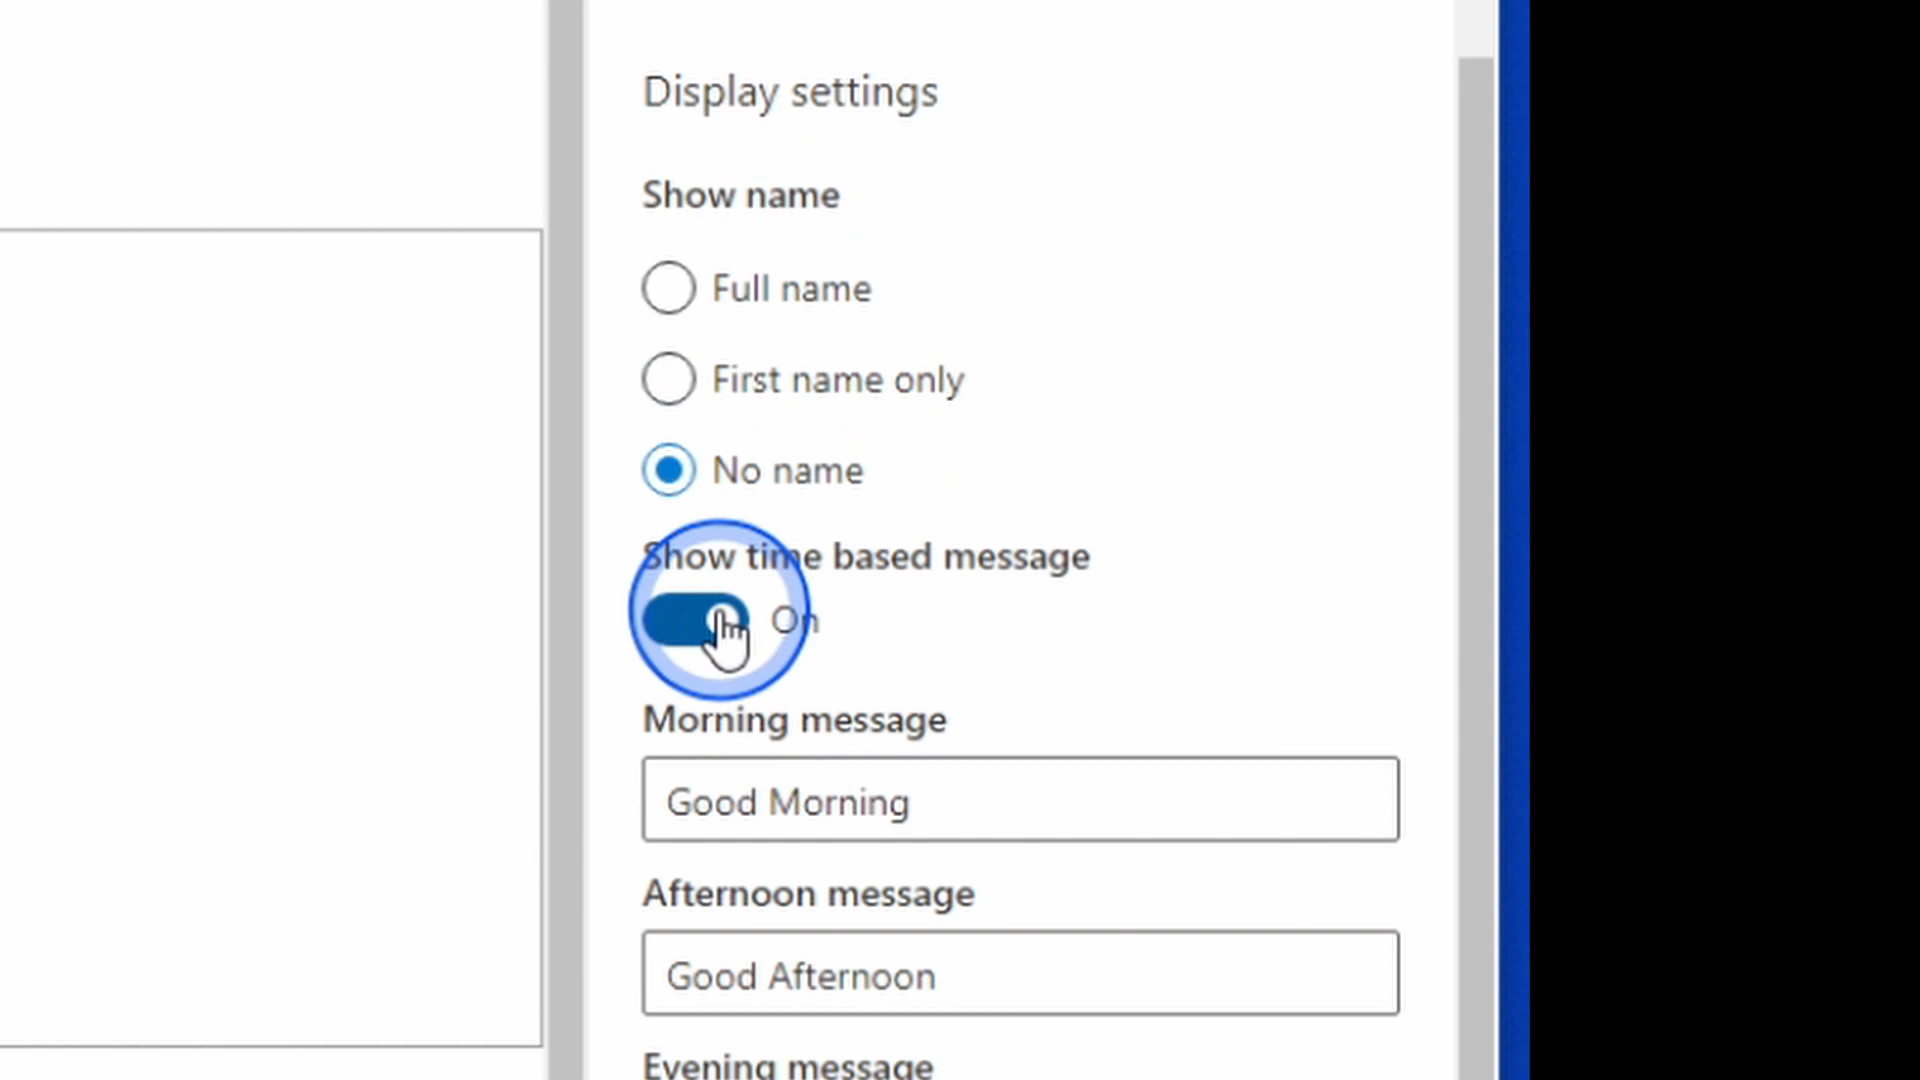 Display settings
Show name
Full name
First name only
No name
Show time based message
On
Morning message
Good Morning
Afternoon message
Good Afternoon
Evening message